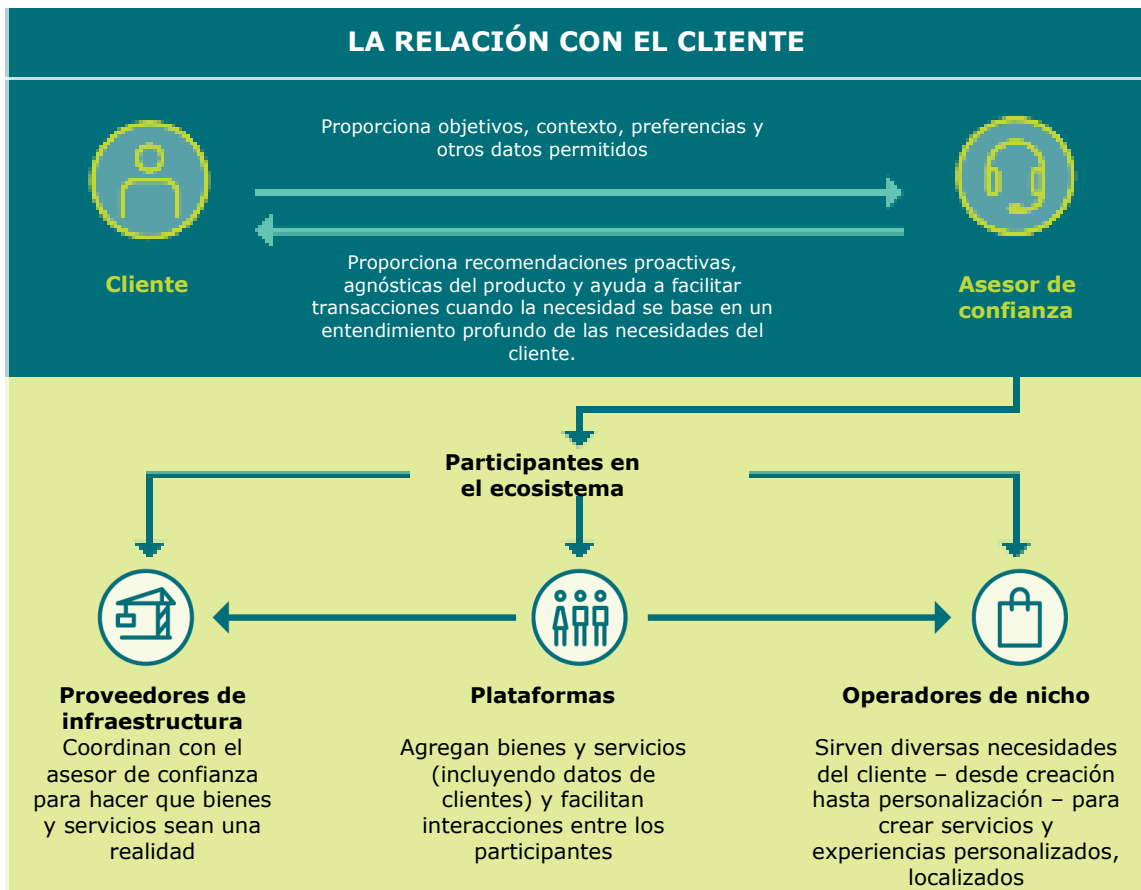 LA RELACIÓN CON EL CLIENTE
Proporciona objetivos, contexto, preferencias y
otros datos permitidos
Cliente
Proporciona recomendaciones proactivas,
agnósticas del producto y ayuda a facilitar
transacciones cuando la necesidad se base en un
entendimiento profundo de las necesidades del
cliente.
Asesor de
confianza
Participantes en
el ecosistema
Proveedores de
infraestructura
Coordinan con el
asesor de confianza
para hacer que bienes
y servicios sean una
realidad
Plataformas
Agregan bienes y servicios
(incluyendo datos de
clientes) y facilitan
interacciones entre los
participantes
Operadores de nicho
Sirven diversas necesidades
del cliente – desde creación
hasta personalización – para
crear servicios y
experiencias personalizados,
localizados